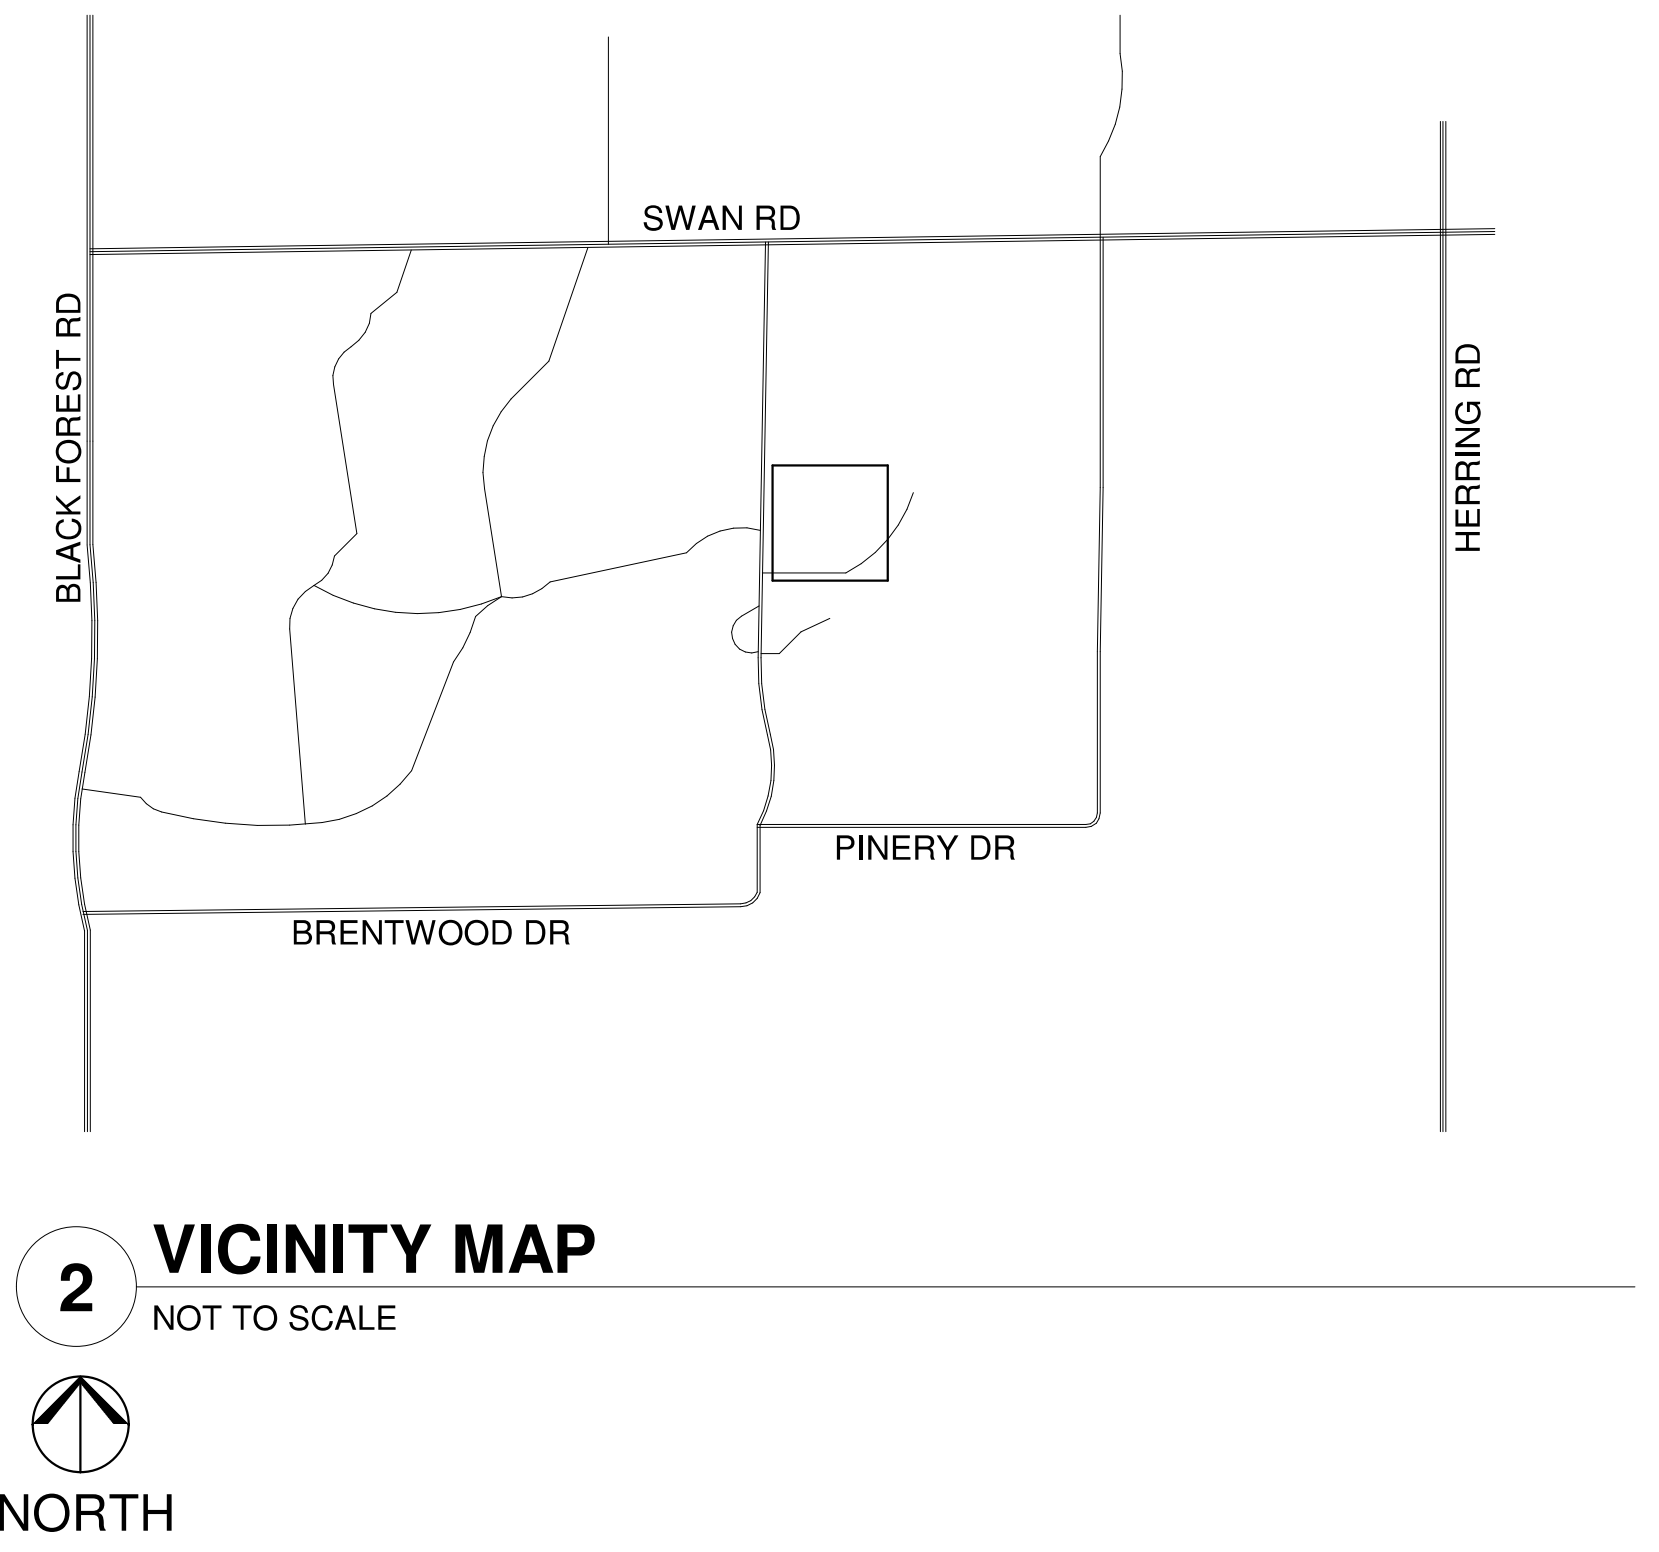 SWAN RD
BLACK FOREST RD
HERRING RD
PINERY DR
BRENTWOOD DR
2
VICINITY MAP
NOT TO SCALE
NORTH